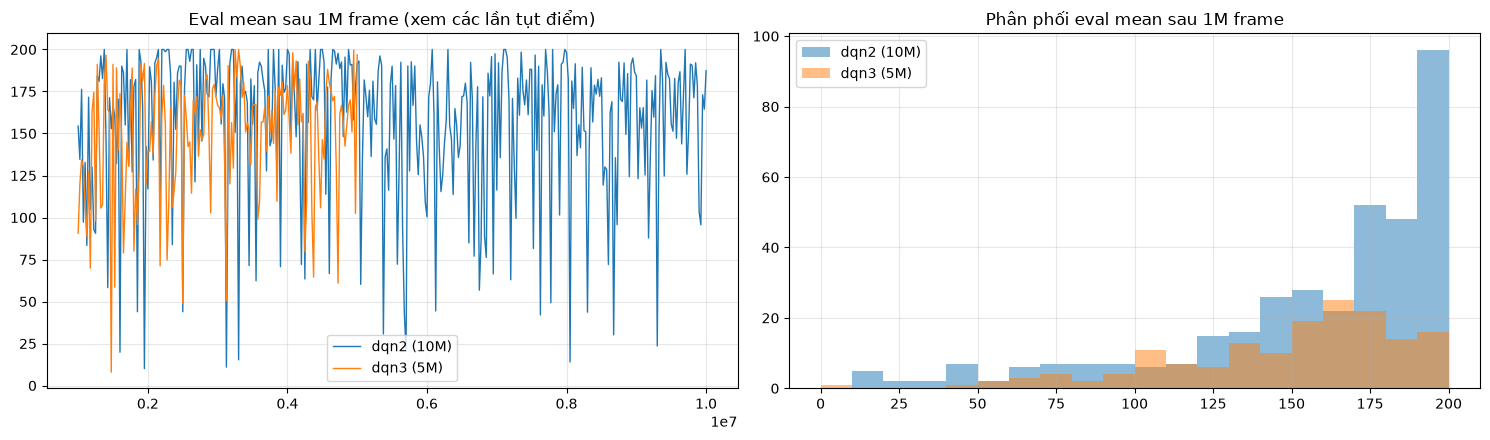 Eval mean sau 1M frame (xem các lần tụt điểm)
200
175
150
125
100
75
50
25
0
dqn2 (10M)
dqn3 (5M)
0.2 0.4 0.6 0.8 1.0
1e7
Phân phối eval mean sau 1M frame
100
80
60
40
20
0
dqn2 (10M)
dqn3 (5M)
0 25 50 75 100 125 150 175 200